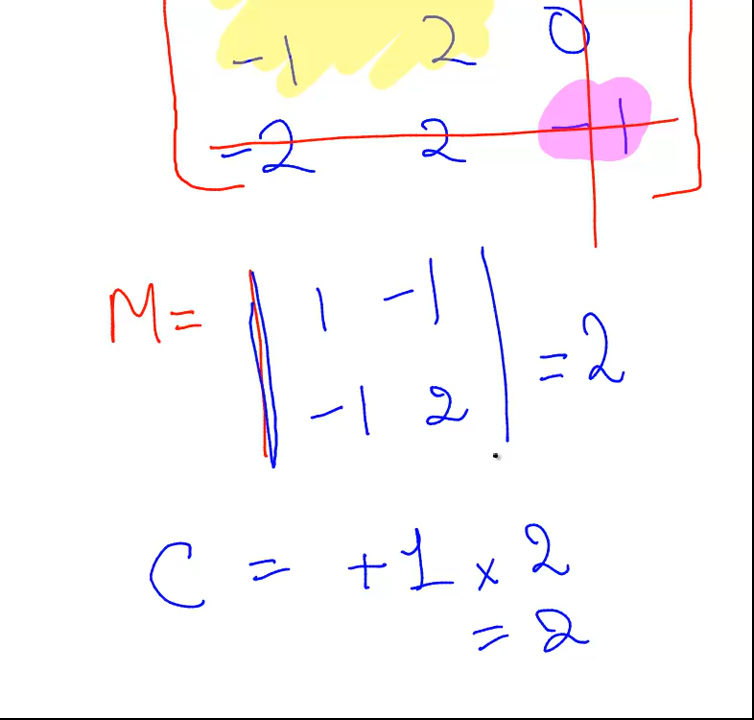 -1 2 0
-2 2 -1
M = | 1 -1 |
| -1 2 | = 2
C = +1 × 2
= 2